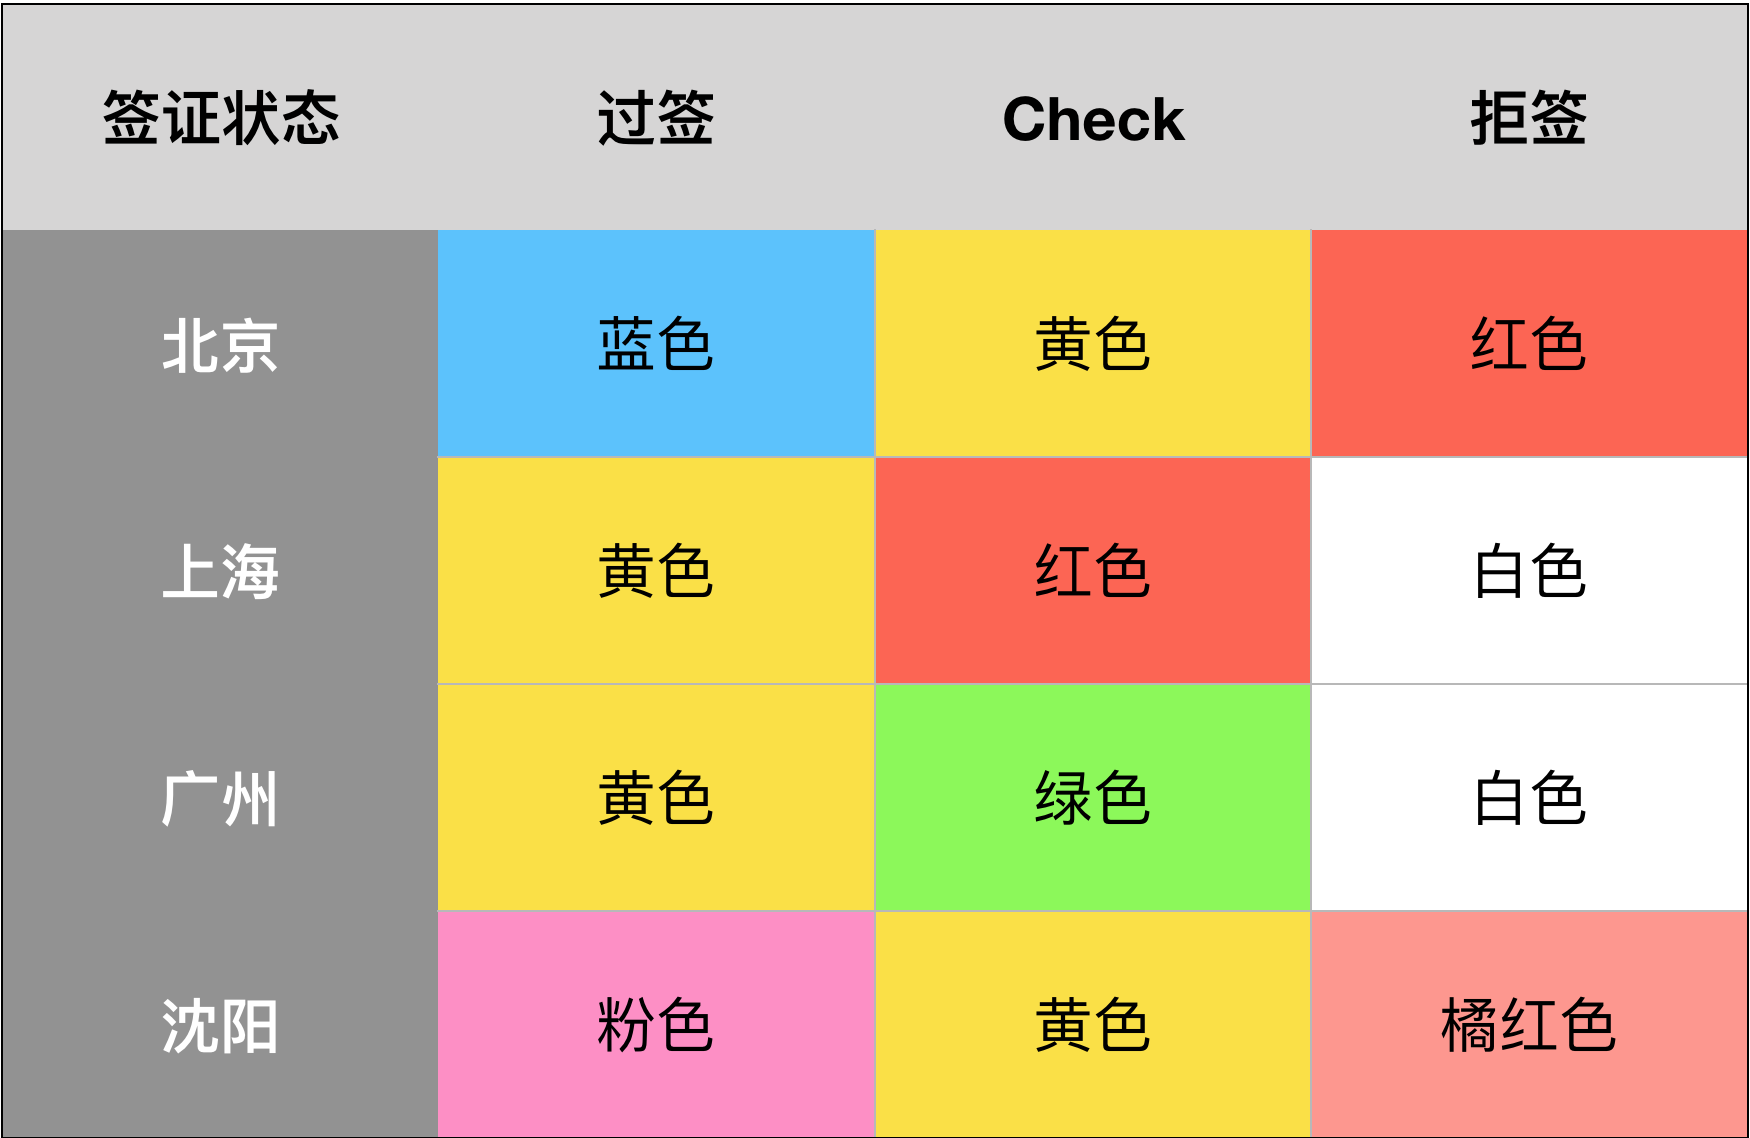 签证状态 过签 Check 拒签
北京 蓝色 黄色 红色
上海 黄色 红色 白色
广州 黄色 绿色 白色
沈阳 粉色 黄色 橘红色